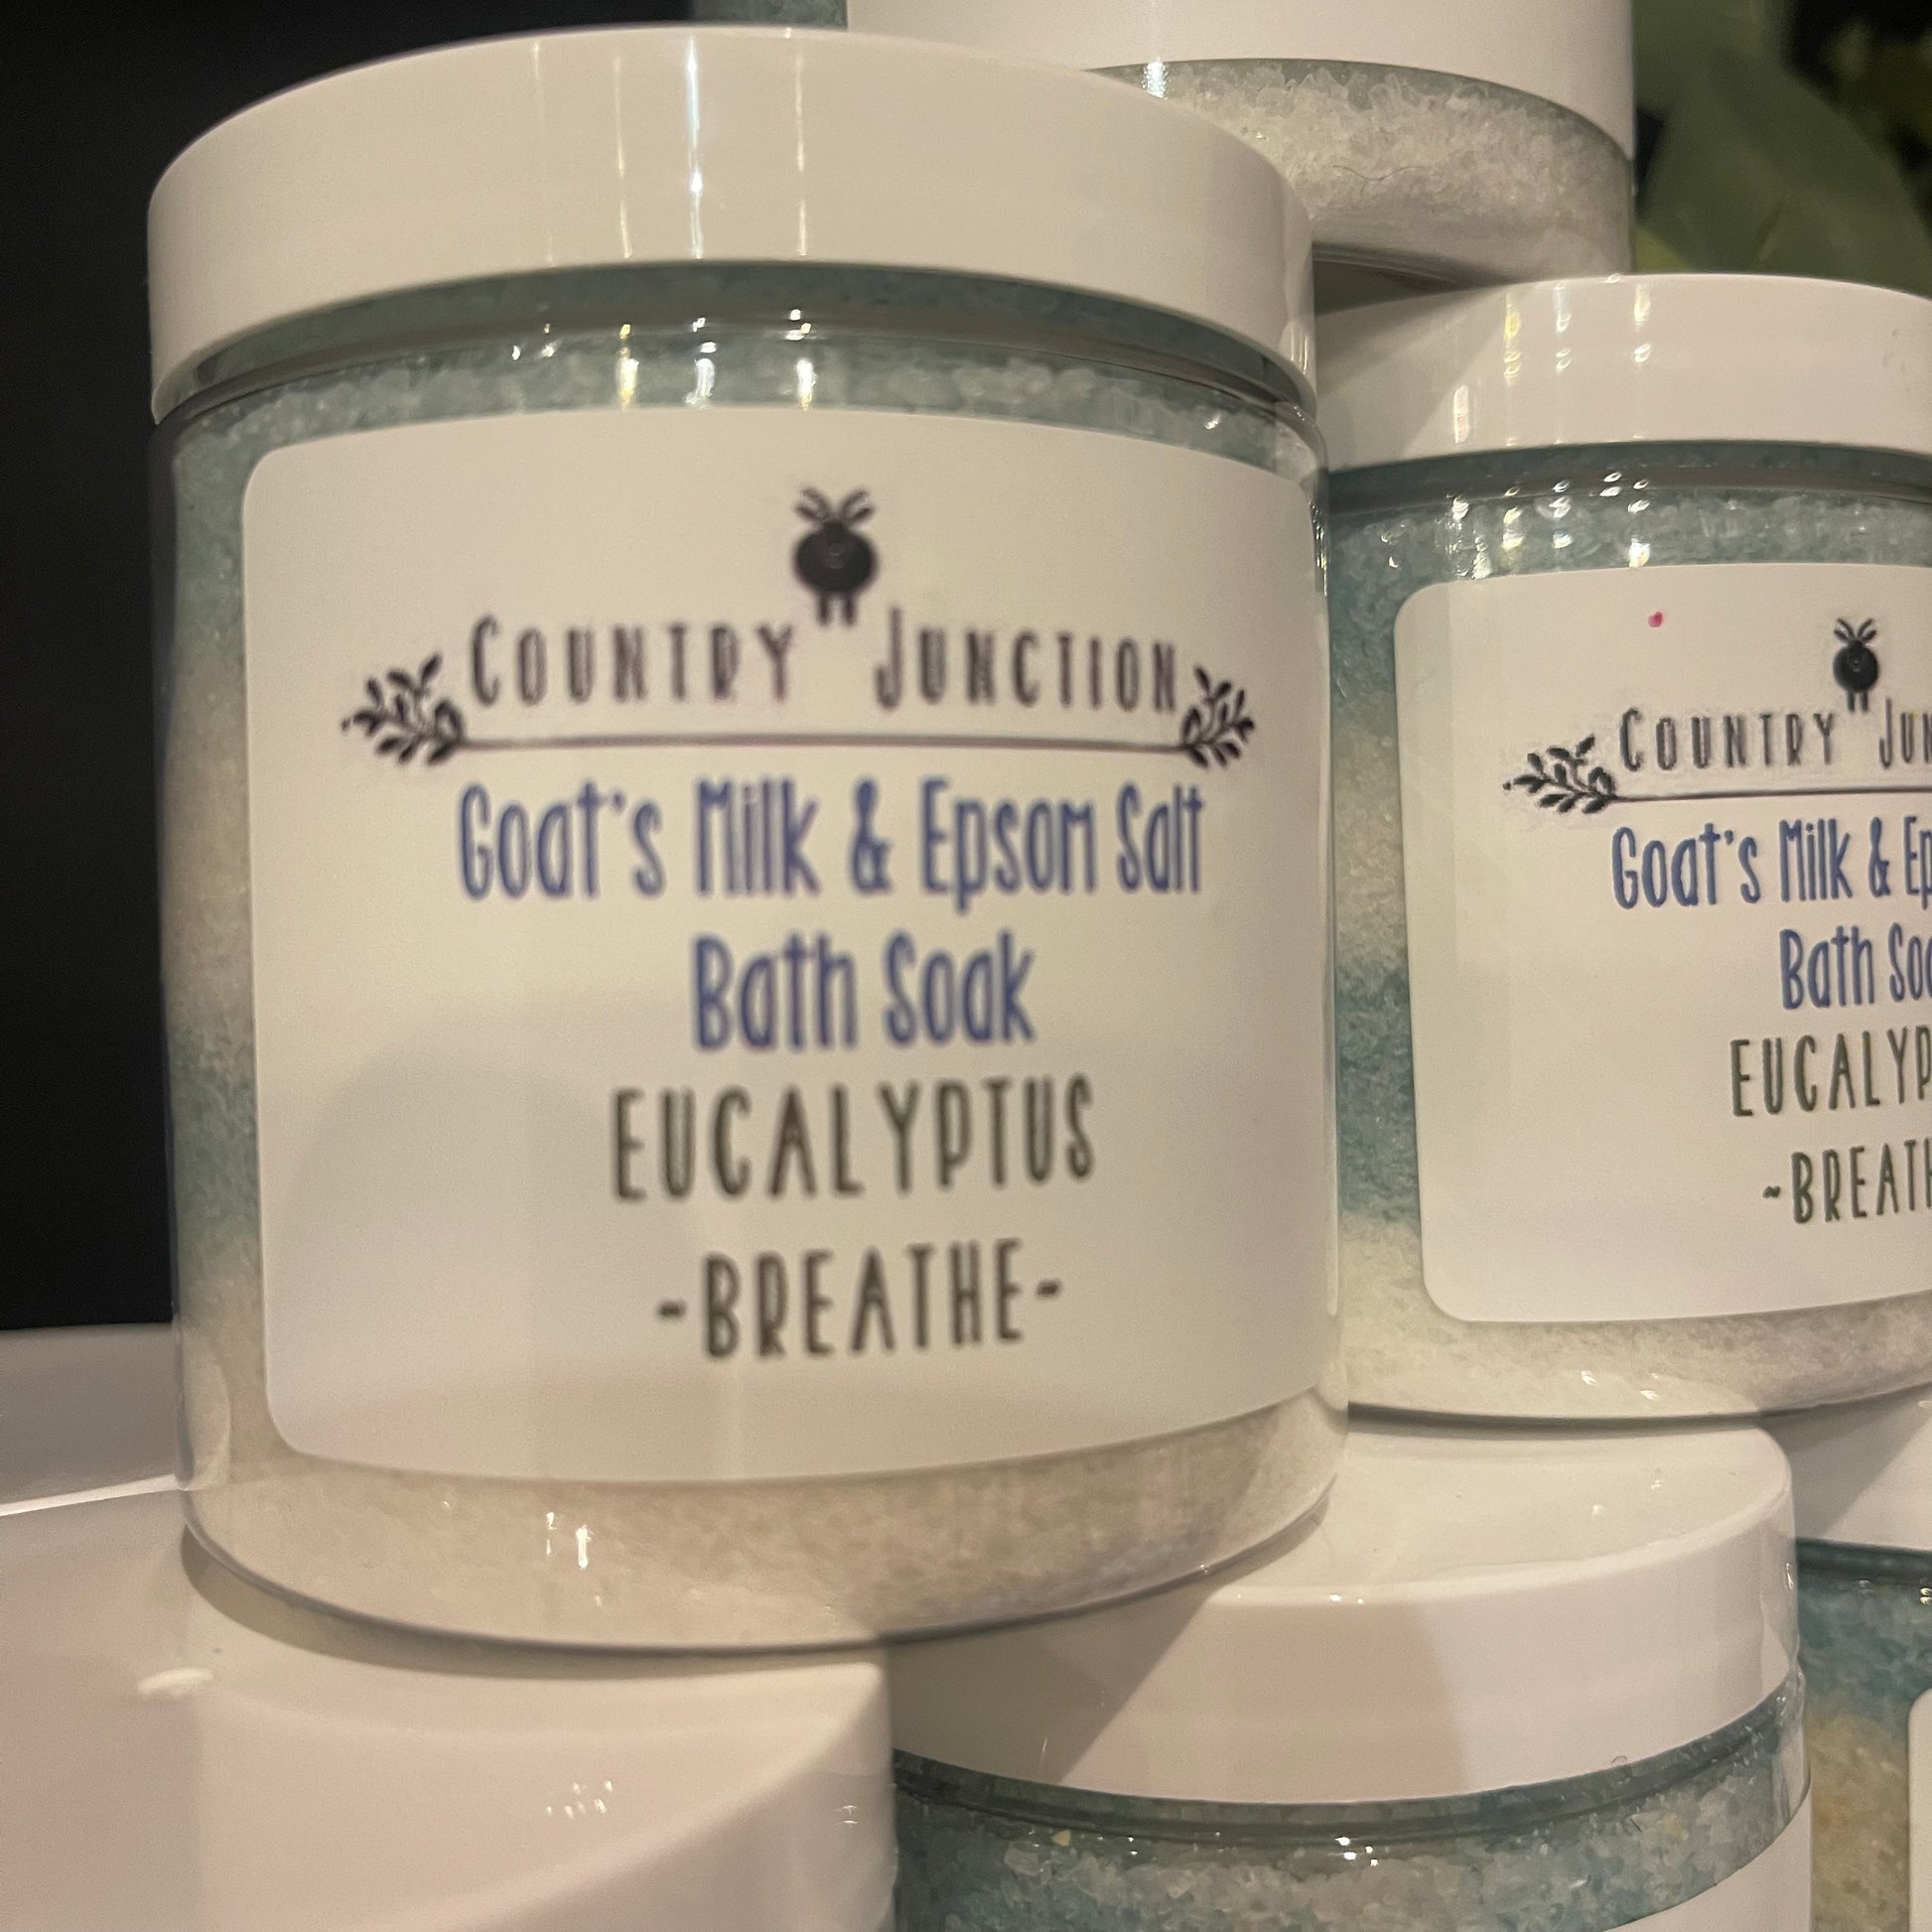 COUNTRY JUNCTION
Goat's Milk & Epsom Salt
Bath Soak
EUCALYPTUS
-BREATHE-
COUNTRY
Goat's Milk &
Bath